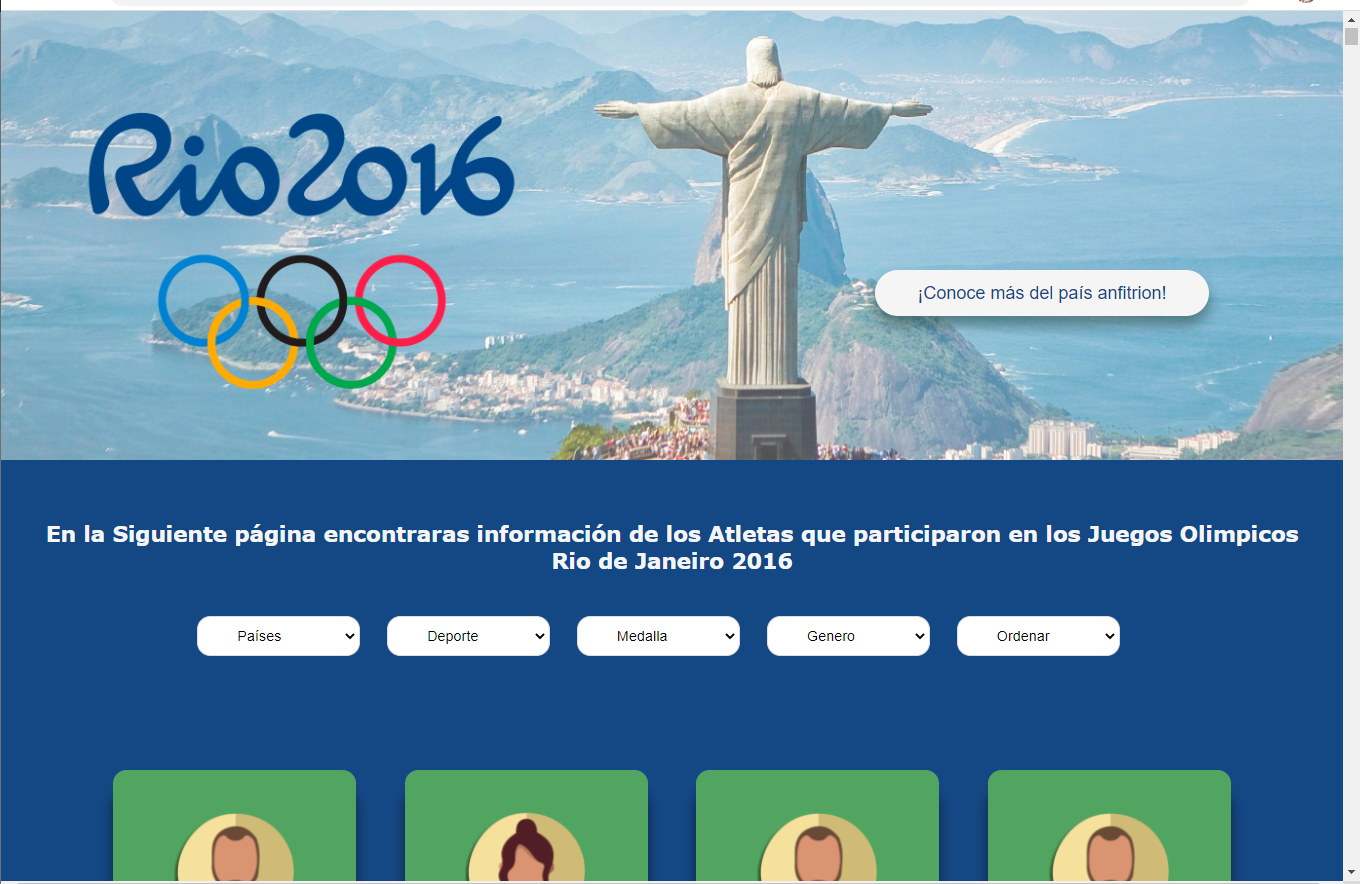 Rio2016
¡Conoce más del país anfitrion!
En la Siguiente página encontraras información de los Atletas que participaron en los Juegos Olimpicos
Rio de Janeiro 2016
Países
Deporte
Medalla
Genero
Ordenar